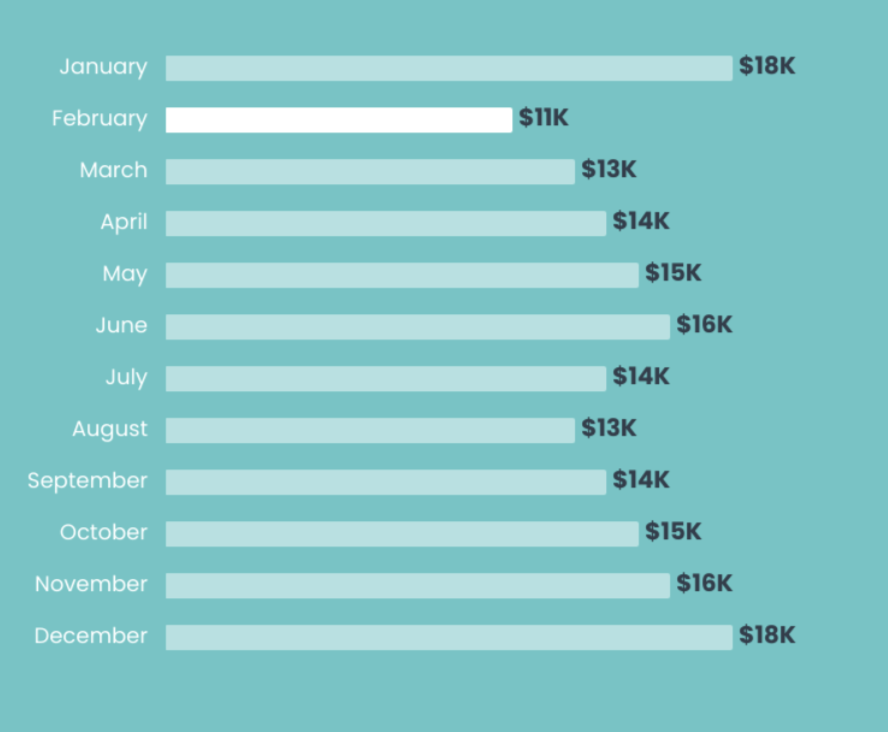 January $18K
February $11K
March $13K
April $14K
May $15K
June $16K
July $14K
August $13K
September $14K
October $15K
November $16K
December $18K